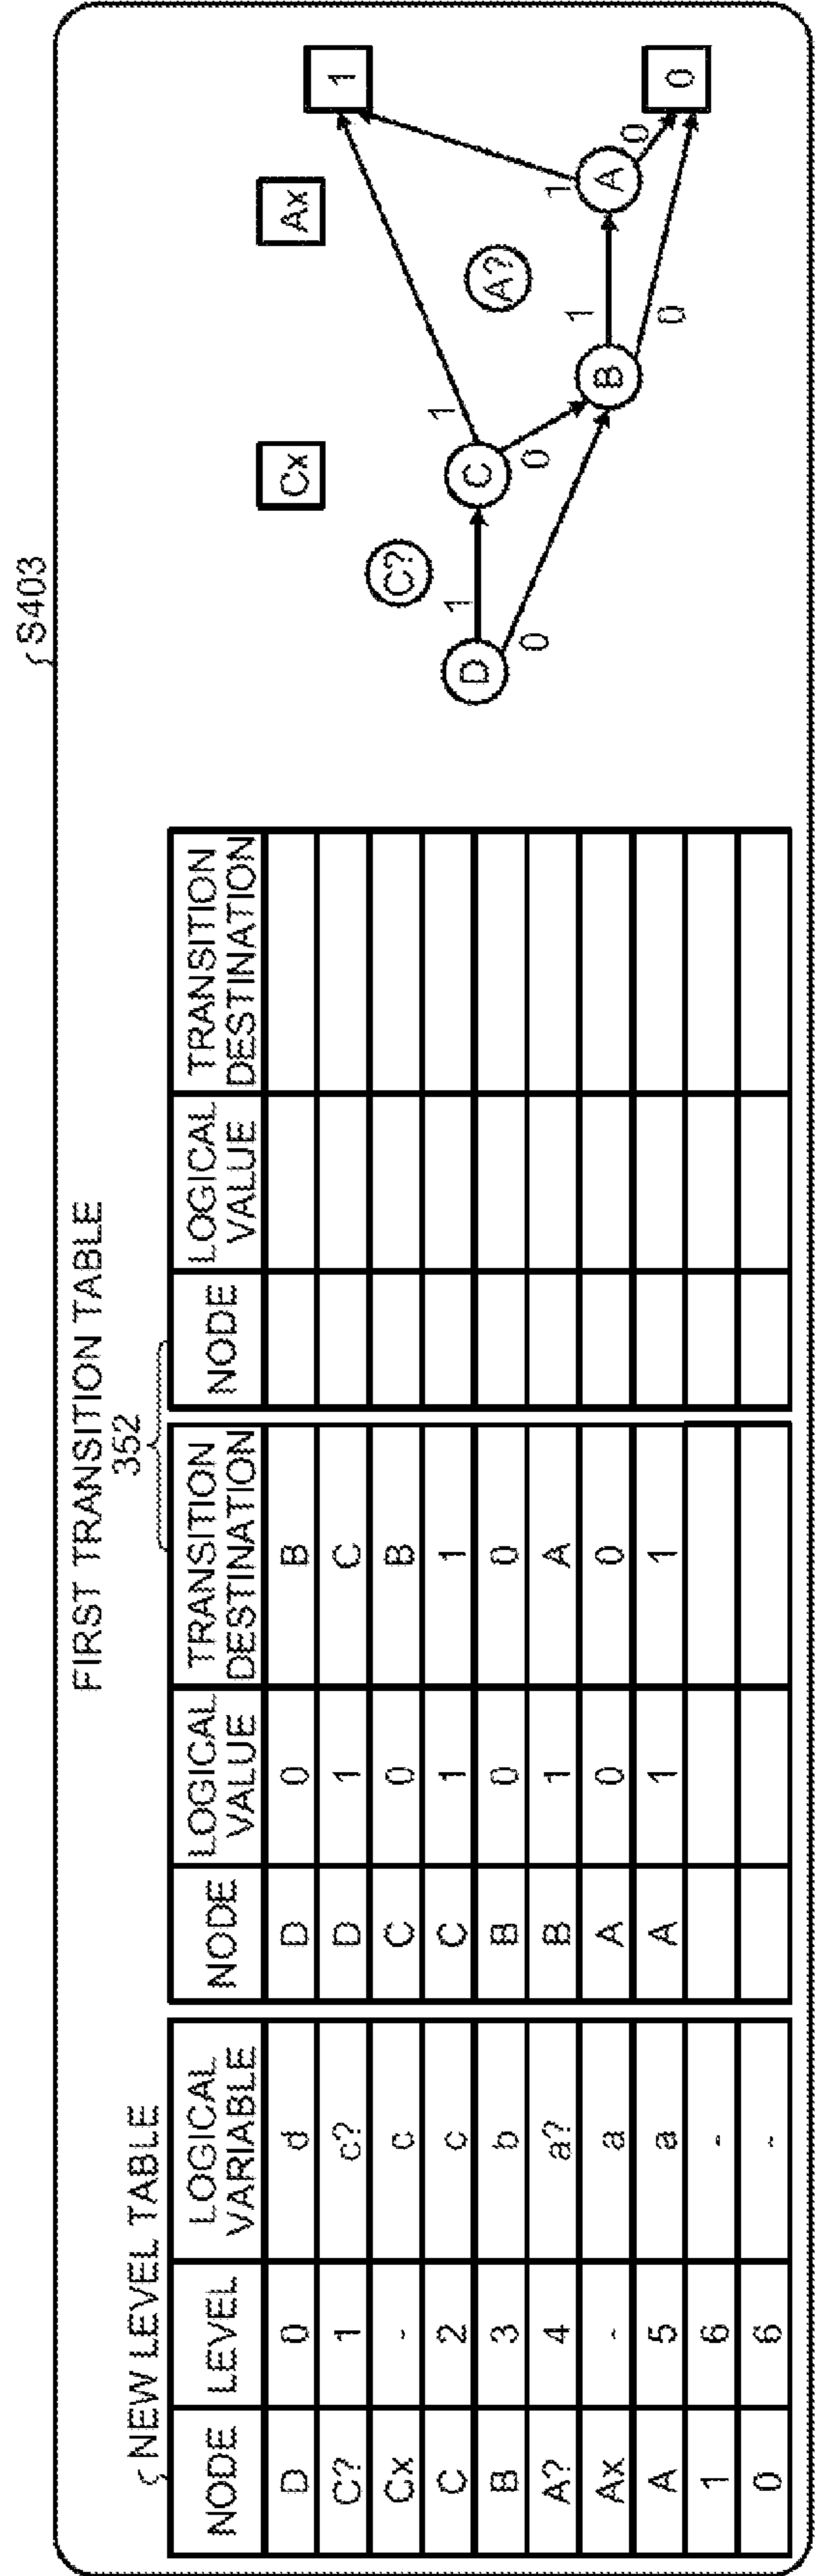 S403
NEW LEVEL TABLE
FIRST TRANSITION TABLE
352
NODE LEVEL LOGICAL VARIABLE
D 0 d
C? 1 c?
Cx - c
C 2 c
B 3 b
A? 4 a?
Ax - a
A 5 a
1 6 -
0 6 -
NODE LOGICAL VALUE TRANSITION DESTINATION
D 0 B
D 1 C
C 0 B
C 1 1
B 0 0
B 1 A
A 0 0
A 1 1
NODE LOGICAL VALUE TRANSITION DESTINATION
Cx
Ax
1
C?
1
C
1
D
0
0
A?
1
1
B
A
0
0
0